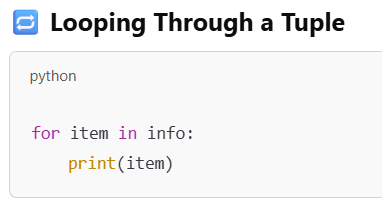 🔁 Looping Through a Tuple
python
for item in info:
    print(item)